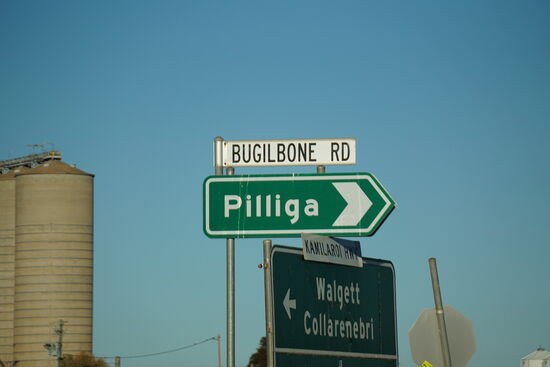 BUGILBONE RD
Pilliga
KAMILAROI HWY
Walgett
Collarenebri